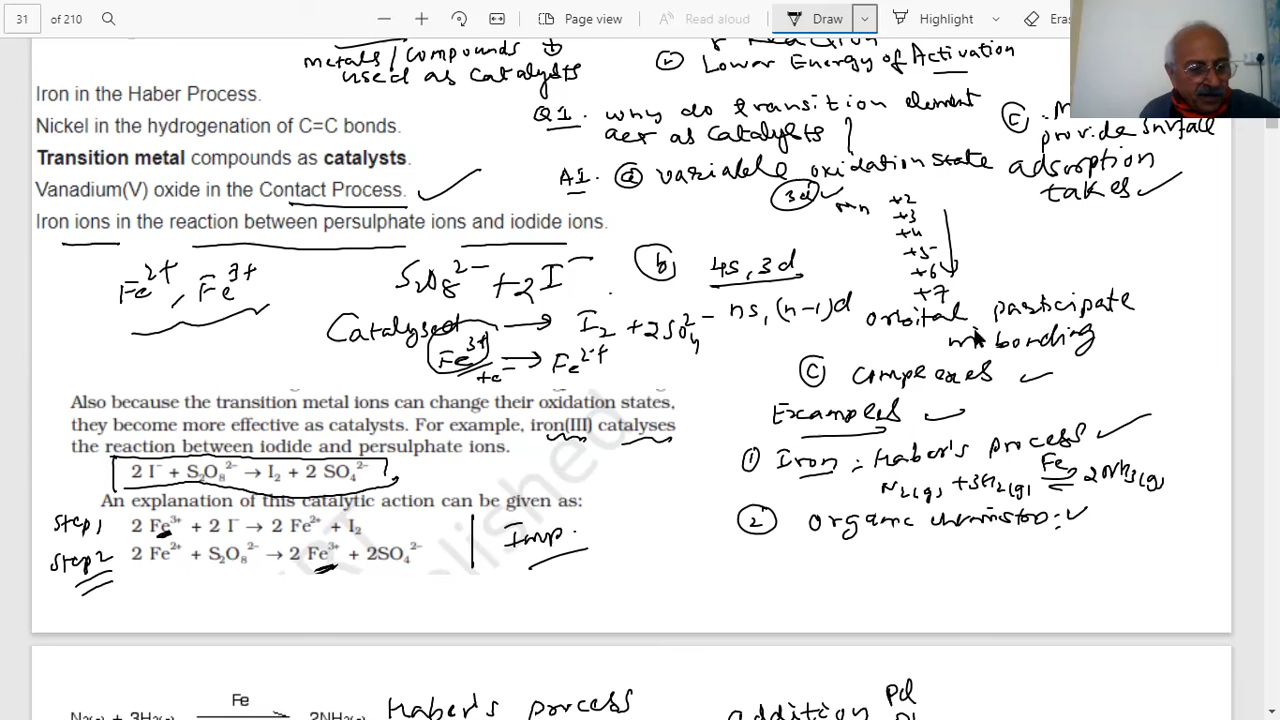 31 of 210
Page view
Read aloud
Draw
Highlight
metals/compounds
used as catalysts
Lower Energy of Activation
Iron in the Haber Process.
Nickel in the hydrogenation of C=C bonds.
Transition metal compounds as catalysts.
Vanadium(V) oxide in the Contact Process.
Iron ions in the reaction between persulphate ions and iodide ions.
Q1. why do transition element
act as catalysts
provide surface
adsorption
takes
A1. ⓐ variable oxidation state
3d mn
+2
+3
+4
+5
+6
+7
ⓑ 4s, 3d
ns, (n-1)d orbital participate
in bonding
Fe2+, Fe3+
S2O8^2- + 2I^-
Catalysed → I2 + 2SO4^2-
Fe3+ +e- → Fe2+
ⓒ complexes
Examples
① Iron : Haber's process
N2(g) + 3H2(g) Fe 2NH3(g)
② organic chemistry:
Also because the transition metal ions can change their oxidation states,
they become more effective as catalysts. For example, iron(III) catalyses
the reaction between iodide and persulphate ions.
2 I⁻ + S₂O₈²⁻ → I₂ + 2 SO₄²⁻
An explanation of this catalytic action can be given as:
Step 1 2 Fe³⁺ + 2 I⁻ → 2 Fe²⁺ + I₂
Step 2 2 Fe²⁺ + S₂O₈²⁻ → 2 Fe³⁺ + 2SO₄²⁻
Imp.
Fe
Haber's process
addition
Pd